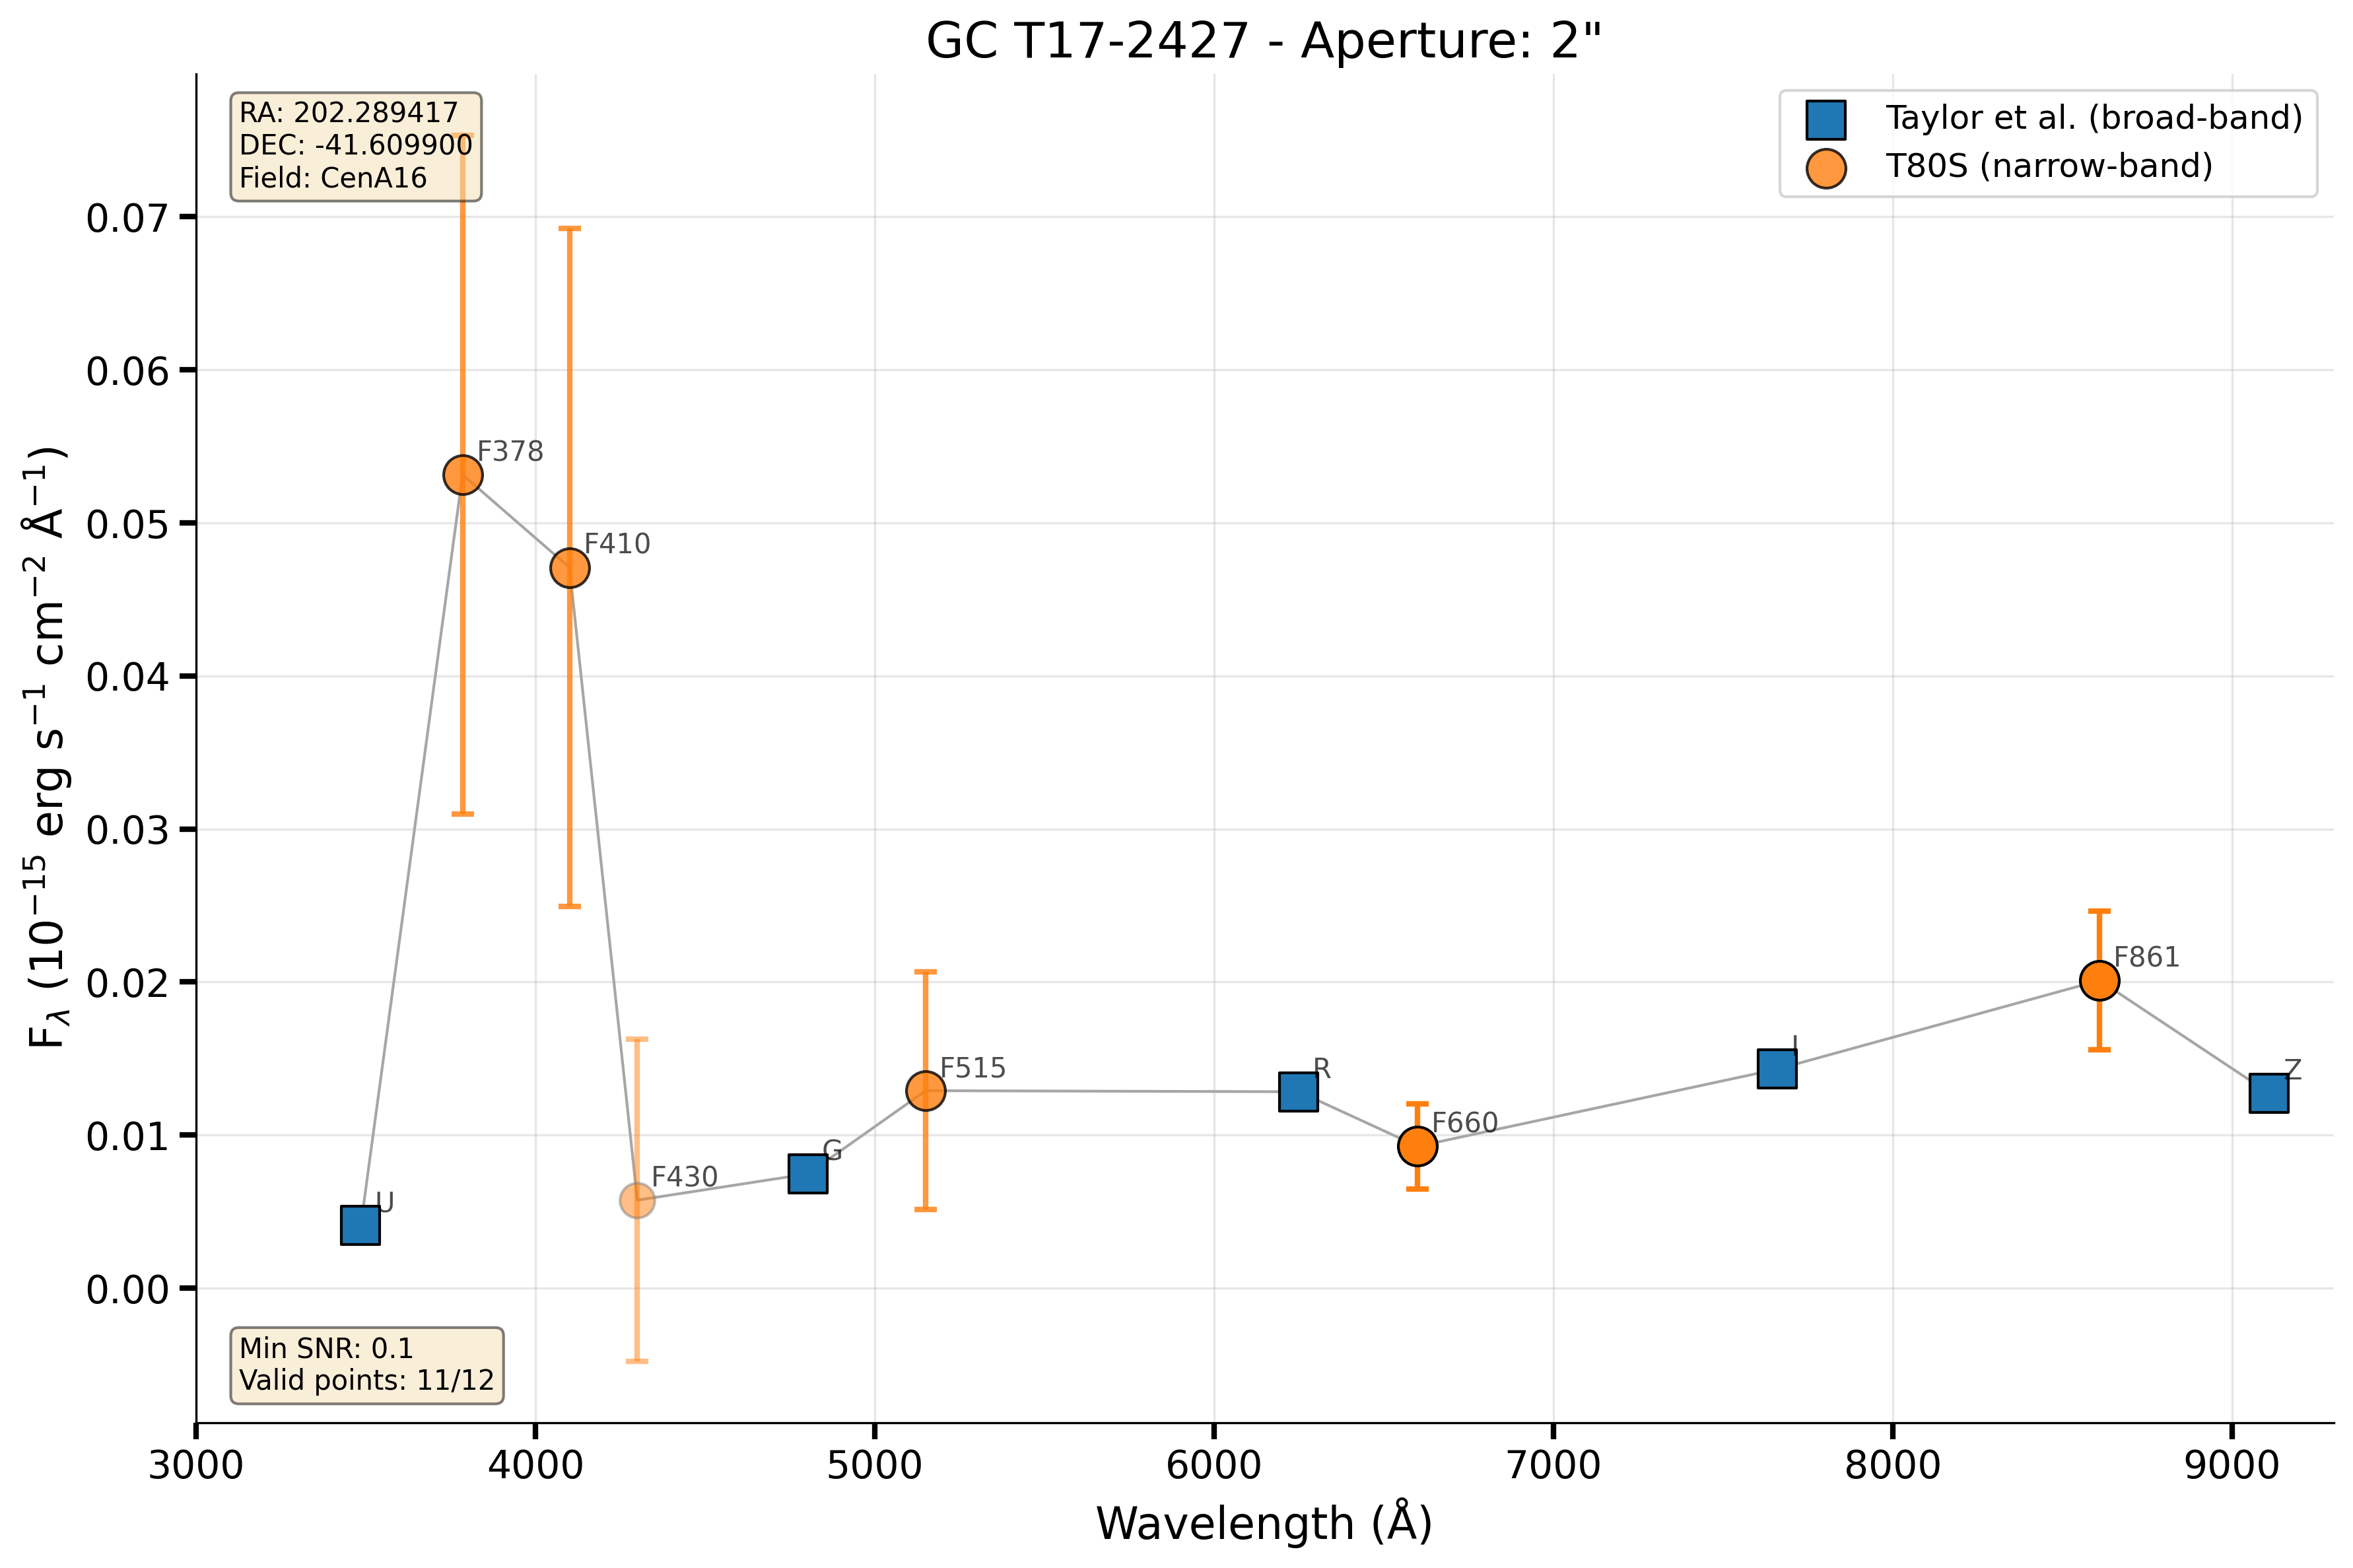 GC T17-2427 - Aperture: 2"
RA: 202.289417
DEC: -41.609900
Field: CenA16
Taylor et al. (broad-band)
T80S (narrow-band)
F_λ (10⁻¹⁵ erg s⁻¹ cm⁻² Å⁻¹)
0.07
0.06
0.05
0.04
0.03
0.02
0.01
0.00
U
F378
F410
F430
G
F515
R
F660
I
F861
Z
Min SNR: 0.1
Valid points: 11/12
3000 4000 5000 6000 7000 8000 9000
Wavelength (Å)